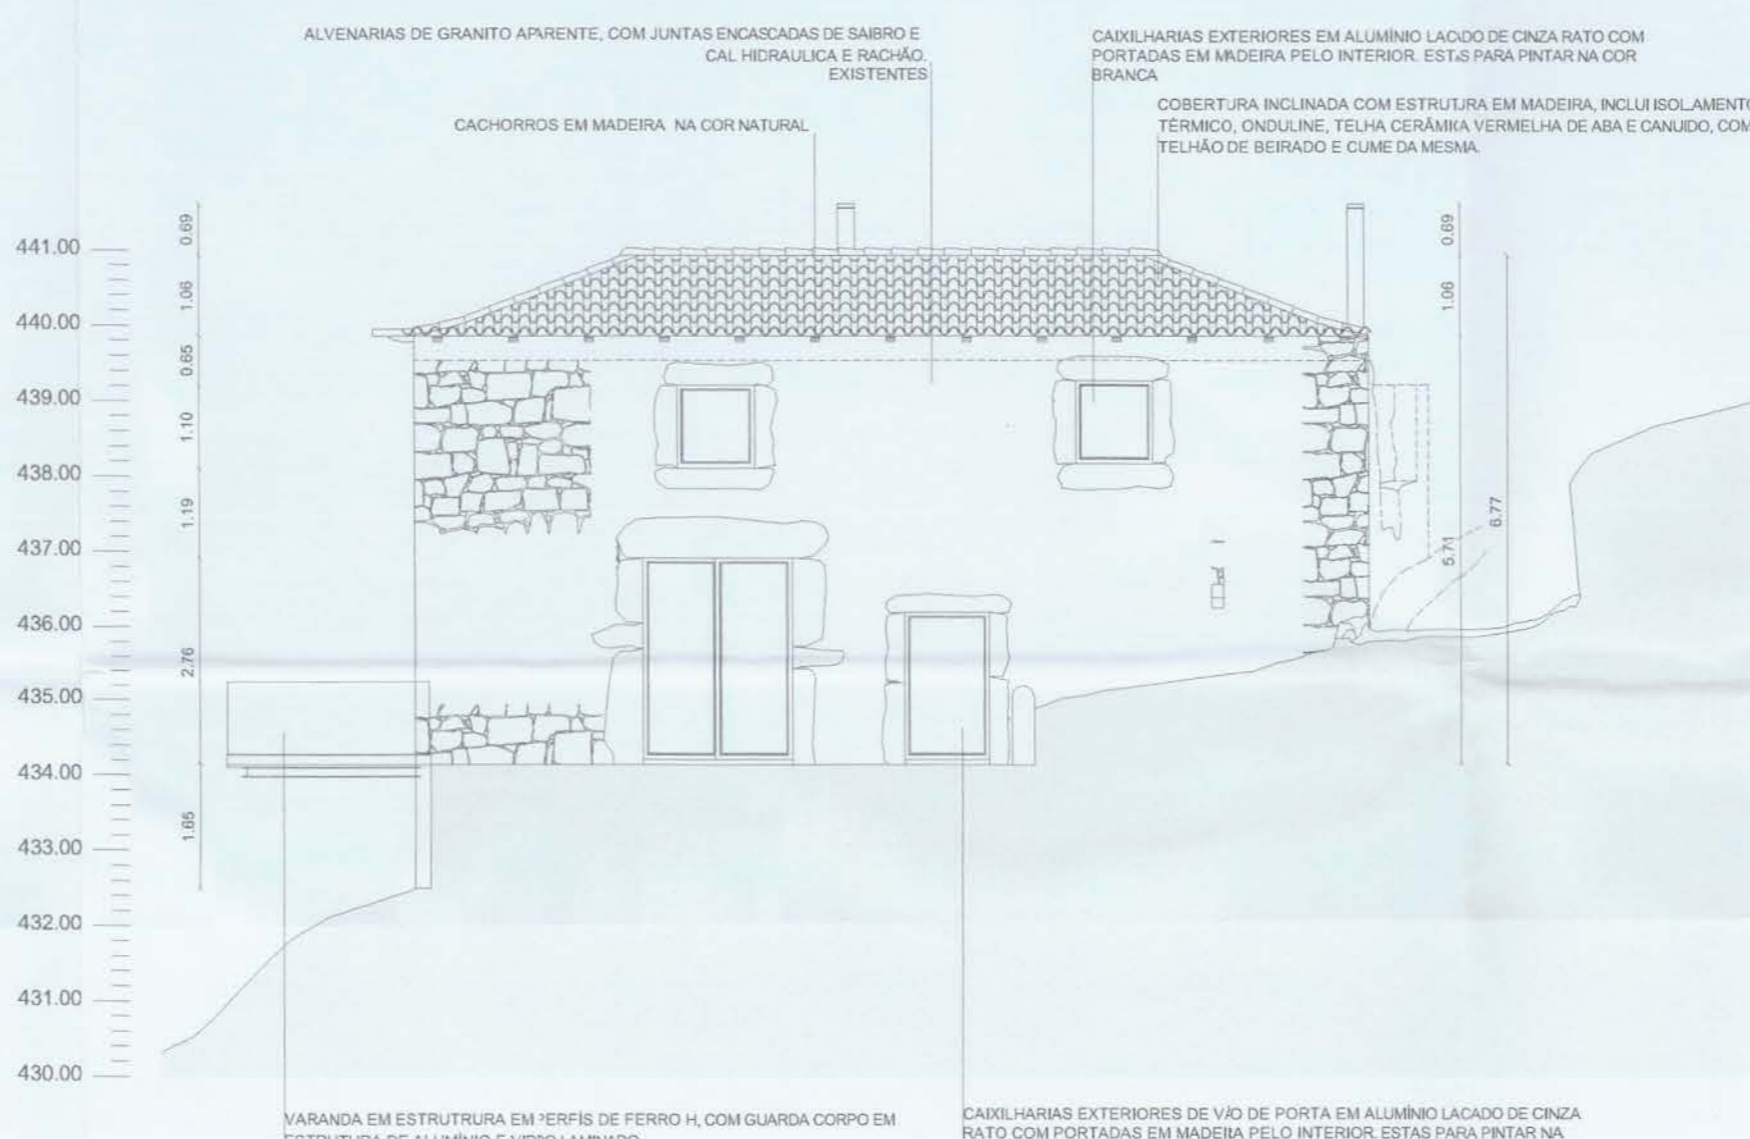 ALVENARIAS DE GRANITO APARENTE, COM JUNTAS ENCASCADAS DE SAIBRO E
CAL HIDRAULICA E RACHÃO.
EXISTENTES
CAIXILHARIAS EXTERIORES EM ALUMÍNIO LACADO DE CINZA RATO COM
PORTADAS EM MADEIRA PELO INTERIOR. ESTAS PARA PINTAR NA COR
BRANCA
CACHORROS EM MADEIRA NA COR NATURAL
COBERTURA INCLINADA COM ESTRUTURA EM MADEIRA, INCLUI ISOLAMENTO
TÉRMICO, ONDULINE, TELHA CERÂMICA VERMELHA DE ABA E CANUDO, COM
TELHÃO DE BEIRADO E CUME DA MESMA.
441.00
440.00
439.00
438.00
437.00
436.00
435.00
434.00
433.00
432.00
431.00
430.00
0.69
1.06
0.65
1.10
1.19
2.76
1.65
0.69
1.06
5.71
6.77
VARANDA EM ESTRUTRURA EM PERFIS DE FERRO H, COM GUARDA CORPO EM
ESTRUTURA DE ALUMÍNIO E VIDRO LAMINADO
CAIXILHARIAS EXTERIORES DE VÃO DE PORTA EM ALUMÍNIO LACADO DE CINZA
RATO COM PORTADAS EM MADEIRA PELO INTERIOR. ESTAS PARA PINTAR NA